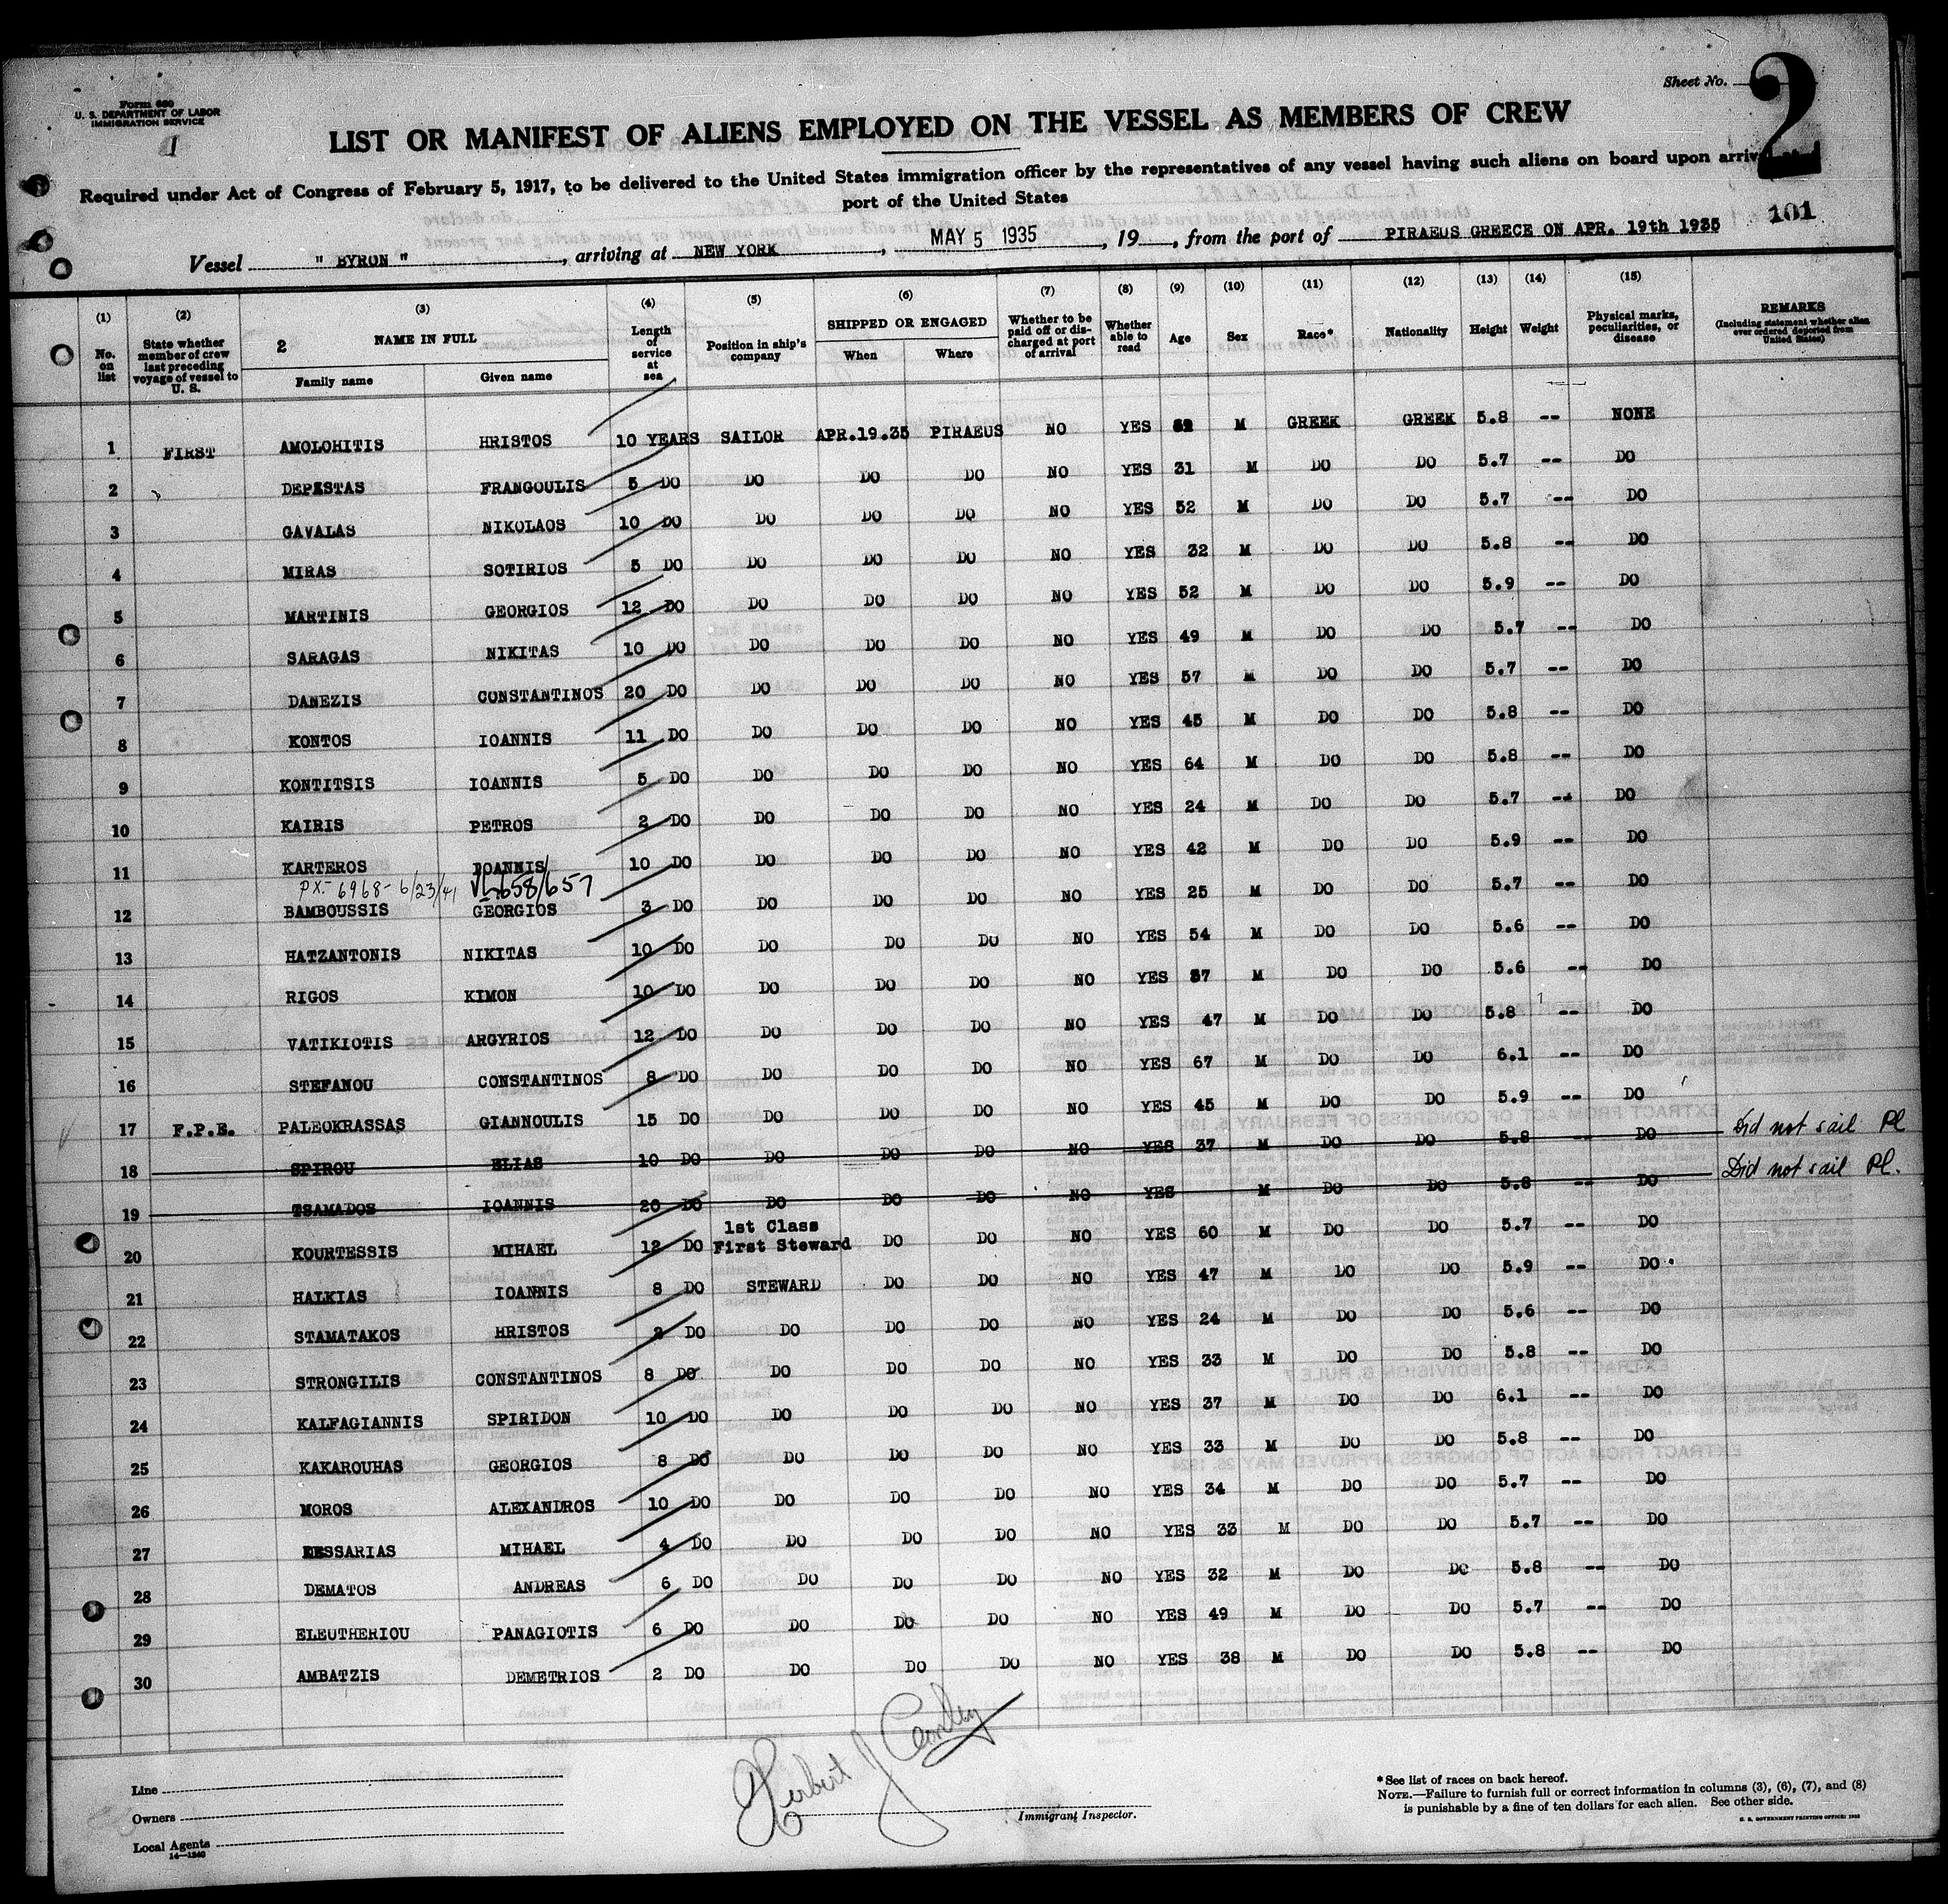 Form 680
U. S. DEPARTMENT OF LABOR
IMMIGRATION SERVICE
1
Sheet No. 2
LIST OR MANIFEST OF ALIENS EMPLOYED ON THE VESSEL AS MEMBERS OF CREW
Required under Act of Congress of February 5, 1917, to be delivered to the United States immigration officer by the representatives of any vessel having such aliens on board upon arrival
port of the United States
101
Vessel " BYRON ", arriving at NEW YORK, MAY 5 1935, 19, from the port of PIRAEUS GREECE ON APR. 19th 1935
(1) (2) (3) (4) (5) (6) (7) (8) (9) (10) (11) (12) (13) (14) (15)
No. on list State whether member of crew last preceding voyage of vessel to U. S. 2 NAME IN FULL Family name Given name Length of service at sea Position in ship's company SHIPPED OR ENGAGED When Where Whether to be paid off or discharged at port of arrival Whether able to read Age Sex Race* Nationality Height Weight Physical marks, peculiarities, or disease REMARKS (Including statement whether alien ever ordered deported from United States)
1 FIRST AMOLOHITIS HRISTOS 10 YEARS SAILOR APR.19.35 PIRAEUS NO YES M GREEK GREEK 5.8 -- NONE
2 DEPASTAS FRANGOULIS 5 DO DO DO DO NO YES 31 M DO DO 5.7 -- DO
3 GAVALAS NIKOLAOS 10 DO DO DO DO NO YES 52 M DO DO 5.7 -- DO
4 MIRAS SOTIRIOS 5 DO DO DO DO NO YES 32 M DO DO 5.8 -- DO
5 MARTINIS GEORGIOS 12 DO DO DO DO NO YES 52 M DO DO 5.9 -- DO
6 SARAGAS NIKITAS 10 DO DO DO DO NO YES 49 M DO DO 5.7 -- DO
7 DANEZIS CONSTANTINOS 20 DO DO DO DO NO YES 57 M DO DO 5.7 -- DO
8 KONTOS IOANNIS 11 DO DO DO DO NO YES 45 M DO DO 5.8 -- DO
9 KONTITSIS IOANNIS 5 DO DO DO DO NO YES 64 M DO DO 5.8 -- DO
10 KAIRIS PETROS 2 DO DO DO DO NO YES 24 M DO DO 5.7 -- DO
11 KARTEROS IOANNIS 10 DO DO DO DO NO YES 42 M DO DO 5.9 -- DO
PX.- 6968- 6/23/41 VL658/657
12 BAMBOUSSIS GEORGIOS 3 DO DO DO DO NO YES 25 M DO DO 5.7 -- DO
13 HATZANTONIS NIKITAS 10 DO DO DO DO NO YES 54 M DO DO 5.6 -- DO
14 RIGOS KIMON 10 DO DO DO DO NO YES 37 M DO DO 5.6 -- DO
15 VATIKIOTIS ARGYRIOS 12 DO DO DO DO NO YES 47 M DO DO 5.8 -- DO
16 STEFANOU CONSTANTINOS 8 DO DO DO DO NO YES 67 M DO DO 6.1 -- DO
17 F.P.E. PALEOKRASSAS GIANNOULIS 15 DO DO DO DO NO YES 45 M DO DO 5.9 -- DO
18 SPIROU ELIAS 10 DO DO DO DO NO YES 37 M DO DO 5.8 -- DO Did not sail Pl
19 TSAMADOS IOANNIS 20 DO DO DO DO NO YES M DO DO 5.8 -- DO Did not sail Pl.
20 KOURTESSIS MIHAEL 12 DO 1st Class First Steward DO DO NO YES 60 M DO DO 5.7 -- DO
21 HALKIAS IOANNIS 8 DO STEWARD DO DO NO YES 47 M DO DO 5.9 -- DO
22 STAMATAKOS HRISTOS 2 DO DO DO DO NO YES 24 M DO DO 5.6 -- DO
23 STRONGILIS CONSTANTINOS 8 DO DO DO DO NO YES 33 M DO DO 5.8 -- DO
24 KALFAGIANNIS SPIRIDON 10 DO DO DO DO NO YES 37 M DO DO 6.1 -- DO
25 KAKAROUHAS GEORGIOS 8 DO DO DO DO NO YES 33 M DO DO 5.8 -- DO
26 MOROS ALEXANDROS 10 DO DO DO DO NO YES 34 M DO DO 5.7 -- DO
27 DESSARIAS MIHAEL 4 DO DO DO DO NO YES 33 M DO DO 5.7 -- DO
28 DEMATOS ANDREAS 6 DO DO DO DO NO YES 32 M DO DO 5.8 -- DO
29 ELEUTHERIOU PANAGIOTIS 6 DO DO DO DO NO YES 49 M DO DO 5.7 -- DO
30 AMBATZIS DEMETRIOS 2 DO DO DO DO NO YES 38 M DO DO 5.8 -- DO
Line
Owners
Local Agents
14—1240
Herbert J Conley
Immigrant Inspector.
*See list of races on back hereof.
NOTE.—Failure to furnish full or correct information in columns (3), (6), (7), and (8)
is punishable by a fine of ten dollars for each alien. See other side.
U. S. GOVERNMENT PRINTING OFFICE: 1932